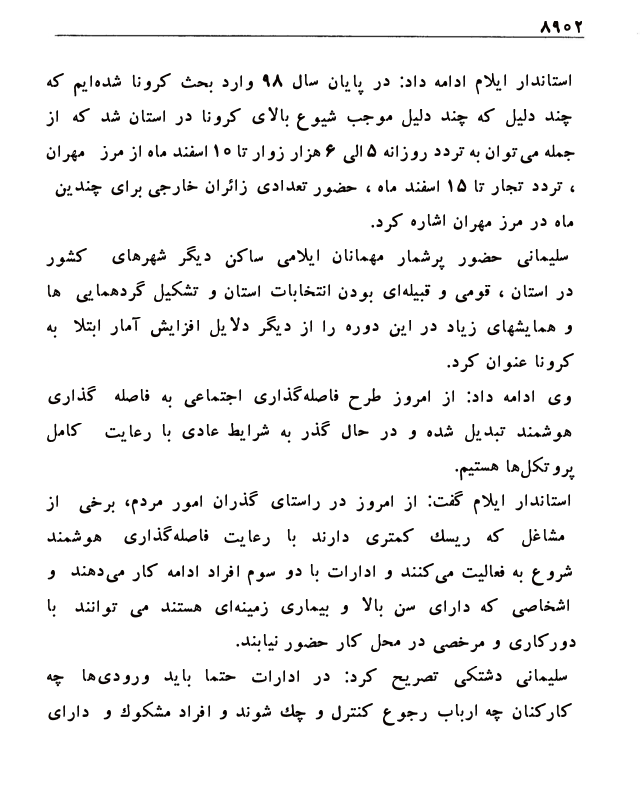 ۸۹۰۲
استاندار ایلام ادامه داد: در پایان سال ۹۸ وارد بحث کرونا شده‌ایم که
چند دلیل که چند دلیل موجب شیوع بالای کرونا در استان شد که از
جمله می‌توان به تردد روزانه ۵الی ۶هزار زوار تا ۱۰اسفند ماه از مرز مهران
، تردد تجار تا ۱۵ اسفند ماه ، حضور تعدادی زائران خارجی برای چندین
ماه در مرز مهران اشاره کرد.
سلیمانی حضور پرشمار مهمانان ایلامی ساکن دیگر شهرهای کشور
در استان ، قومی و قبیله‌ای بودن انتخابات استان و تشکیل گردهمایی ها
و همایشهای زیاد در این دوره را از دیگر دلایل افزایش آمار ابتلا به
کرونا عنوان کرد.
وی ادامه داد: از امروز طرح فاصله‌گذاری اجتماعی به فاصله گذاری
هوشمند تبدیل شده و در حال گذر به شرایط عادی با رعایت کامل
پروتکل‌ها هستیم.
استاندار ایلام گفت: از امروز در راستای گذران امور مردم، برخی از
مشاغل که ریسك کمتری دارند با رعایت فاصله‌گذاری هوشمند
شروع به فعالیت می‌کنند و ادارات با دو سوم افراد ادامه کار می‌دهند و
اشخاصی که دارای سن بالا و بیماری زمینه‌ای هستند می توانند با
دورکاری و مرخصی در محل کار حضور نیابند.
سلیمانی دشتکی تصریح کرد: در ادارات حتما باید ورودی‌ها چه
کارکنان چه ارباب رجوع کنترل و چك شوند و افراد مشکوك و دارای